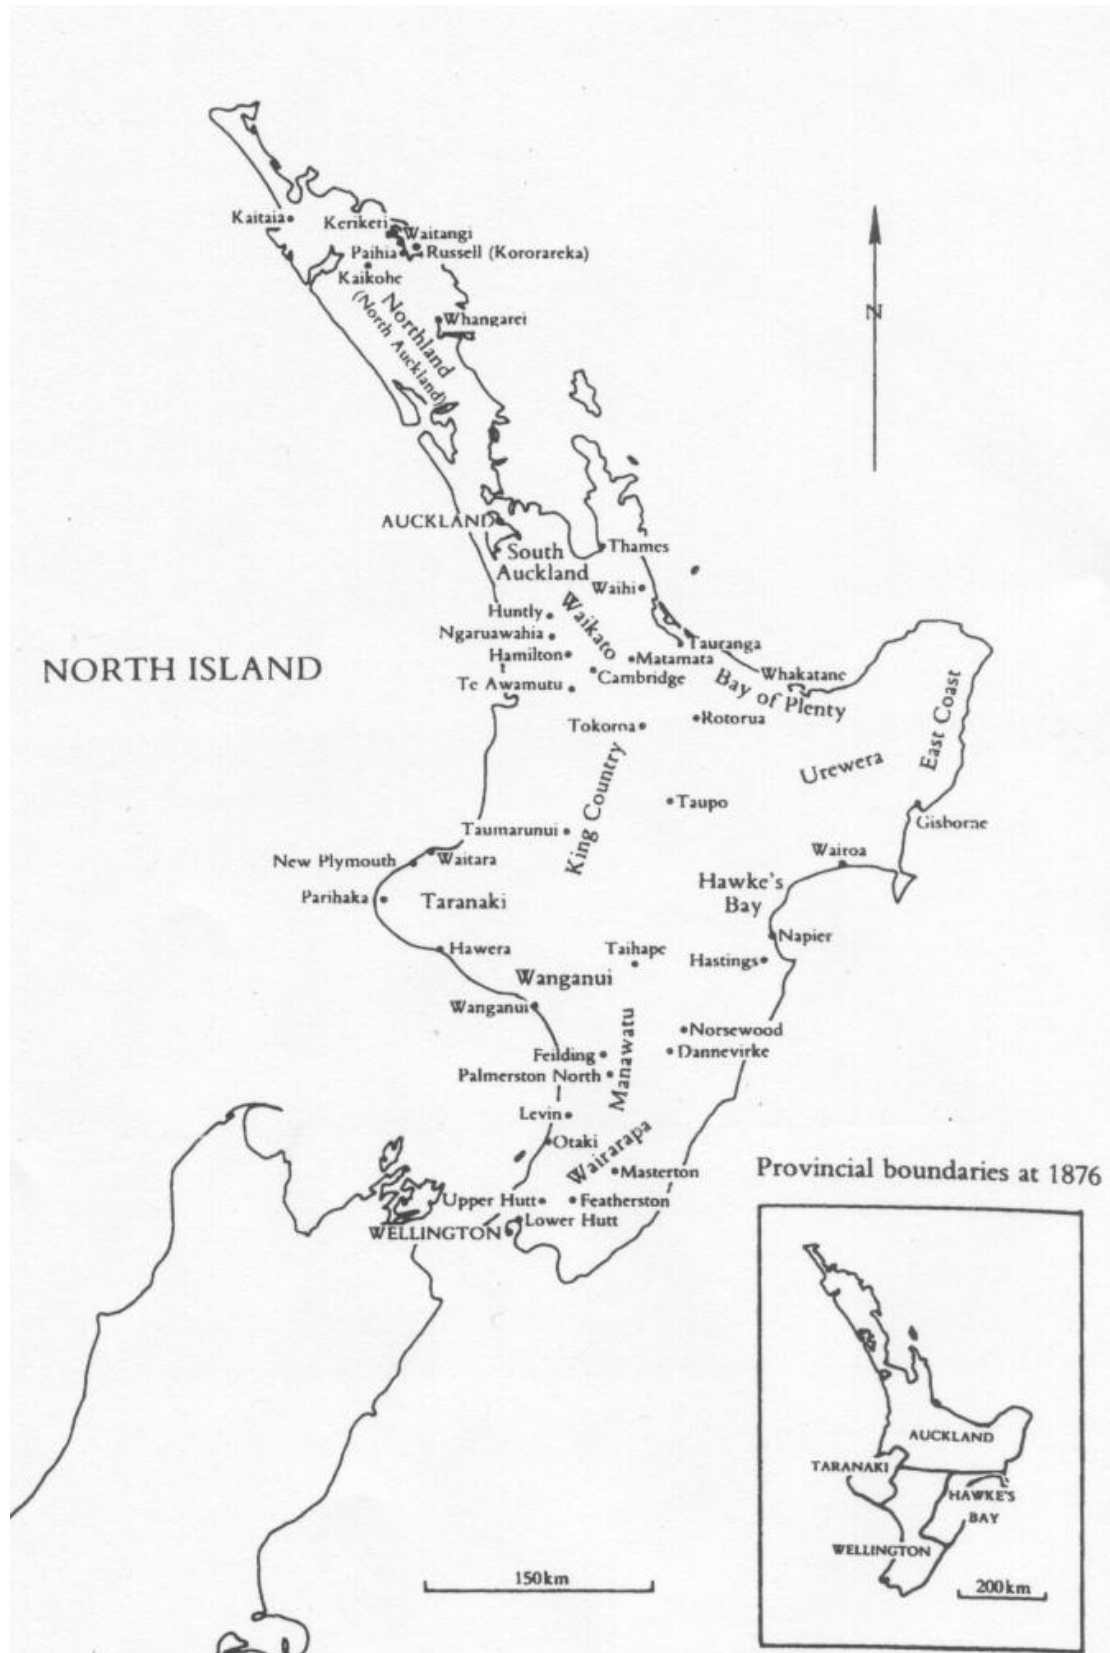 Kaitaia
Kerikeri
Waitangi
Paihia
Russell (Kororareka)
Kaikohe
Northland
(North Auckland)
Whangarei
N
AUCKLAND
South
Auckland
Thames
Waihi
Huntly
Waikato
Ngaruawahia
Tauranga
NORTH ISLAND
Hamilton
Matamata
Cambridge
Whakatane
Te Awamutu
Bay of Plenty
East Coast
Tokoroa
Rotorua
Urewera
King Country
Taupo
Gisborne
Taumarunui
Wairoa
New Plymouth
Waitara
Parihaka
Taranaki
Hawke's
Bay
Napier
Hawera
Taihape
Hastings
Wanganui
Wanganui
Norsewood
Manawatu
Feilding
Dannevirke
Palmerston North
Levin
Otaki
Wairarapa
Masterton
Provincial boundaries at 1876
Upper Hutt
Featherston
Lower Hutt
WELLINGTON
AUCKLAND
TARANAKI
HAWKE'S
BAY
WELLINGTON
150km
200km